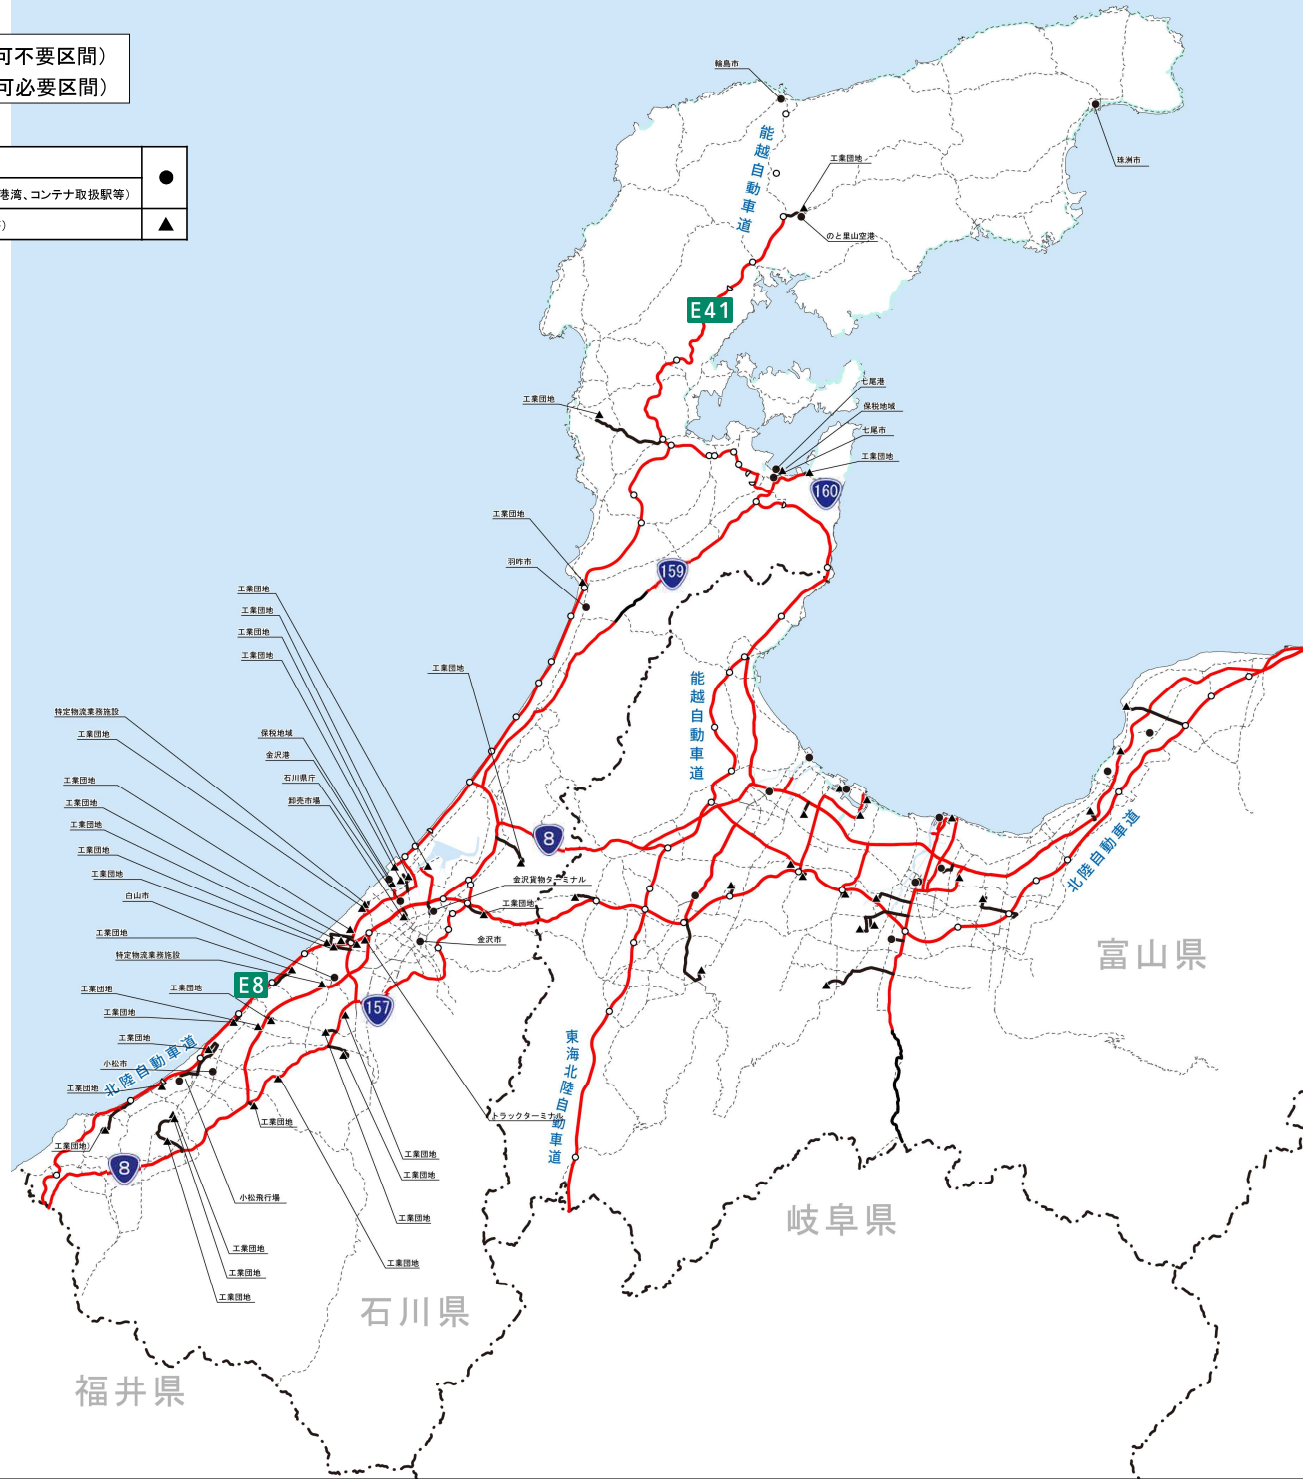 可不要区間）
可必要区間）
港湾、コンテナ取扱駅等）
輪島市
能越自動車道
工業団地
珠洲市
のと里山空港
E41
七尾港
工業団地
保税地域
七尾市
工業団地
160
工業団地
羽咋市
159
工業団地
工業団地
工業団地
工業団地
工業団地
能越自動車道
特定物流業務施設
工業団地
保税地域
金沢港
石川県庁
卸売市場
工業団地
工業団地
工業団地
工業団地
工業団地
8
北陸自動車道
金沢貨物ターミナル
白山市
工業団地
工業団地
金沢市
特定物流業務施設
富山県
E8
工業団地
工業団地
工業団地
157
工業団地
北陸自動車道
小松市
工業団地
東海北陸自動車道
トラックターミナル
工業団地
工業団地
工業団地
8
工業団地
小松飛行場
工業団地
岐阜県
工業団地
工業団地
工業団地
工業団地
石川県
福井県